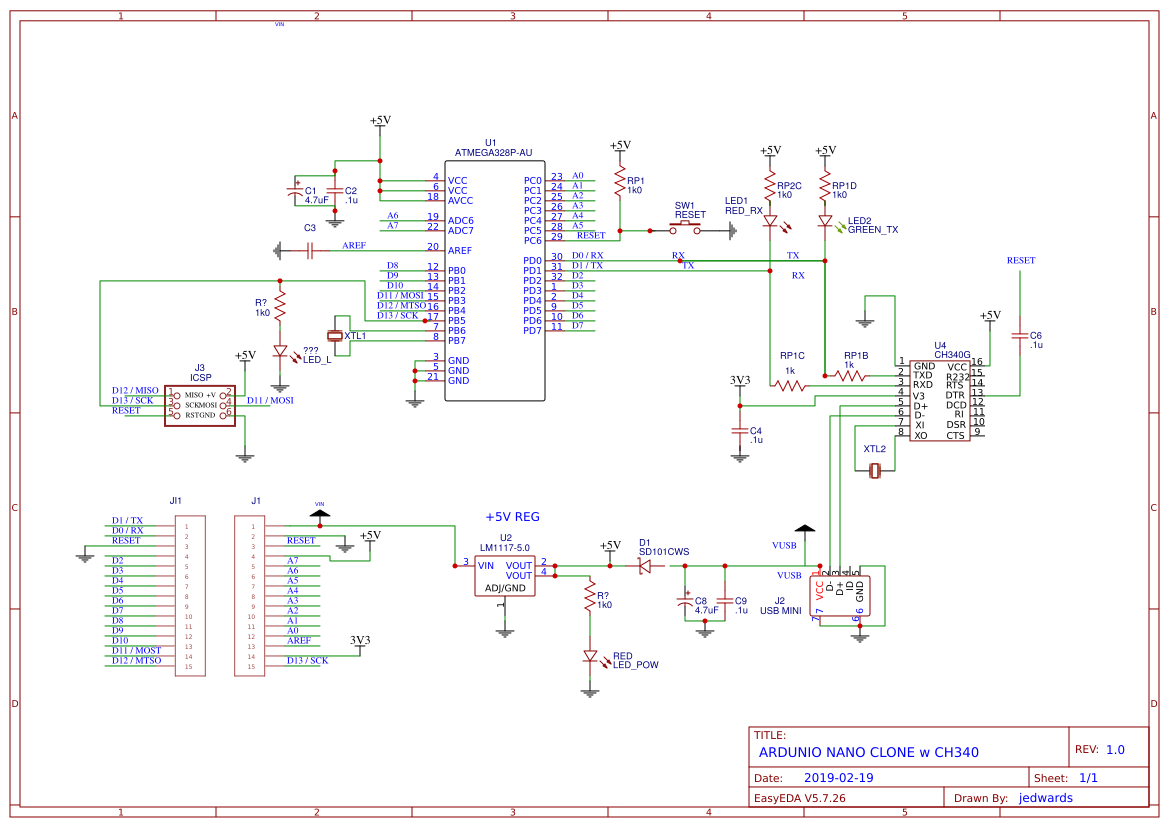 1 2 3 4 5
VIN
A A
+5V
U1
ATMEGA328P-AU
4 VCC
6 VCC
18 AVCC
19 ADC6
22 ADC7
20 AREF
12 PB0
13 PB1
14 PB2
15 PB3
16 PB4
17 PB5
7 PB6
8 PB7
3 GND
5 GND
21 GND
PC0 23 A0
PC1 24 A1
PC2 25 A2
PC3 26 A3
PC4 27 A4
PC5 28 A5
PC6 29 RESET
PD0 30 D0 / RX
PD1 31 D1 / TX
PD2 32 D2
PD3 1 D3
PD4 2 D4
PD5 9 D5
PD6 10 D6
PD7 11 D7
C1
4.7uF
C2
.1u
A6
A7
C3
AREF
D8
D9
D10
D11 / MOSI
D12 / MTSO
D13 / SCK
XTL1
+5V
RP1
1k0
SW1
RESET
LED1
RED_RX
+5V
RP2C
1k0
+5V
RP1D
1k0
LED2
GREEN_TX
RX TX
TX RX
B B
R?
1k0
???
LED_L
+5V
J3
ICSP
D12 / MISO
D13 / SCK
RESET
1 MISO +V 2
3 SCKMOSI 4
5 RSTGND 6
D11 / MOSI
RESET
+5V
C6
.1u
RP1C
1k
RP1B
1k
3V3
C4
.1u
U4
CH340G
1 GND
2 TXD
3 RXD
4 V3
5 D+
6 D-
7 XI
8 XO
VCC 16
R232 15
RTS 14
DTR 13
DCD 12
RI 11
DSR 10
CTS 9
XTL2
C C
JI1
D1 / TX 1
D0 / RX 2
RESET 3
4
D2 5
D3 6
D4 7
D5 8
D6 9
D7 10
D8 11
D9 12
D10 13
D11 / MOST 14
D12 / MTSO 15
J1
VIN
1
2
3 RESET
4 +5V
5 A7
6 A6
7 A5
8 A4
9 A3
10 A2
11 A1
12 A0
13 AREF
14 3V3
15 D13 / SCK
+5V REG
U2
LM1117-5.0
3 VIN VOUT 2
VOUT 4
ADJ/GND
1
+5V
D1
SD101CWS
R?
1k0
RED
LED_POW
C8
4.7uF
C9
.1u
VUSB
VUSB
J2
USB MINI
1 2 3 4 5
VCC D- D+ ID GND
7 7 6 6
D D
TITLE:
ARDUNIO NANO CLONE w CH340
REV: 1.0
Date: 2019-02-19
Sheet: 1/1
EasyEDA V5.7.26
Drawn By: jedwards
1 2 3 4 5